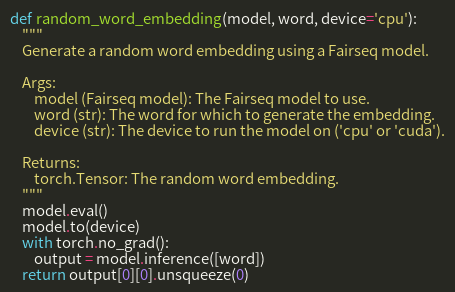 def random_word_embedding(model, word, device='cpu'):
    """
    Generate a random word embedding using a Fairseq model.

    Args:
        model (Fairseq model): The Fairseq model to use.
        word (str): The word for which to generate the embedding.
        device (str): The device to run the model on ('cpu' or 'cuda').

    Returns:
        torch.Tensor: The random word embedding.
    """
    model.eval()
    model.to(device)
    with torch.no_grad():
        output = model.inference([word])
    return output[0][0].unsqueeze(0)